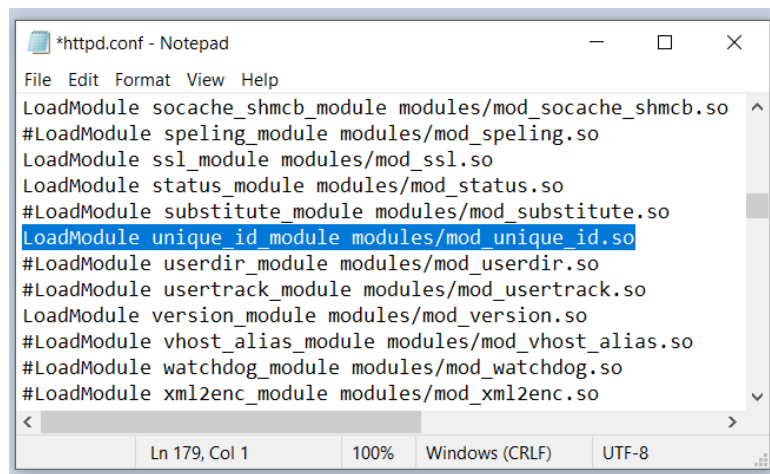 *httpd.conf - Notepad
File Edit Format View Help
LoadModule socache_shmcb_module modules/mod_socache_shmcb.so
#LoadModule speling_module modules/mod_speling.so
LoadModule ssl_module modules/mod_ssl.so
LoadModule status_module modules/mod_status.so
#LoadModule substitute_module modules/mod_substitute.so
LoadModule unique_id_module modules/mod_unique_id.so
#LoadModule userdir_module modules/mod_userdir.so
#LoadModule usertrack_module modules/mod_usertrack.so
LoadModule version_module modules/mod_version.so
#LoadModule vhost_alias_module modules/mod_vhost_alias.so
#LoadModule watchdog_module modules/mod_watchdog.so
#LoadModule xml2enc_module modules/mod_xml2enc.so
Ln 179, Col 1 100% Windows (CRLF) UTF-8